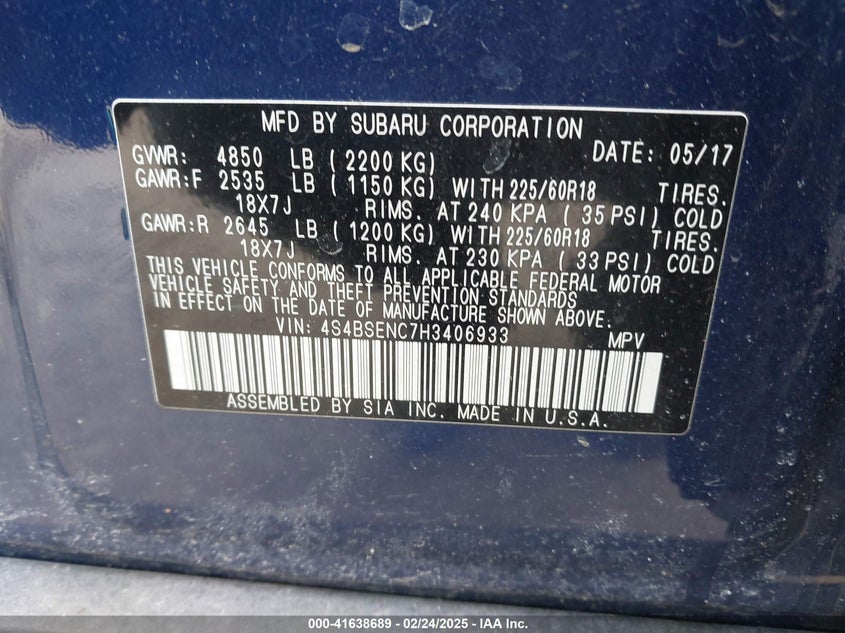 MFD BY SUBARU CORPORATION
GVWR: 4850 LB ( 2200 KG) DATE: 05/17
GAWR:F 2535 LB ( 1150 KG) WITH 225/60R18 TIRES.
18X7J RIMS. AT 240 KPA ( 35 PSI) COLD
GAWR:R 2645 LB ( 1200 KG) WITH 225/60R18 TIRES.
18X7J RIMS. AT 230 KPA ( 33 PSI) COLD
THIS VEHICLE CONFORMS TO ALL APPLICABLE FEDERAL MOTOR
VEHICLE SAFETY AND THEFT PREVENTION STANDARDS
IN EFFECT ON THE DATE OF MANUFACTURE SHOWN ABOVE.
VIN: 4S4BSENC7H3406933 MPV
ASSEMBLED BY SIA INC. MADE IN U.S.A.
000-41638689 - 02/24/2025 - IAA Inc.